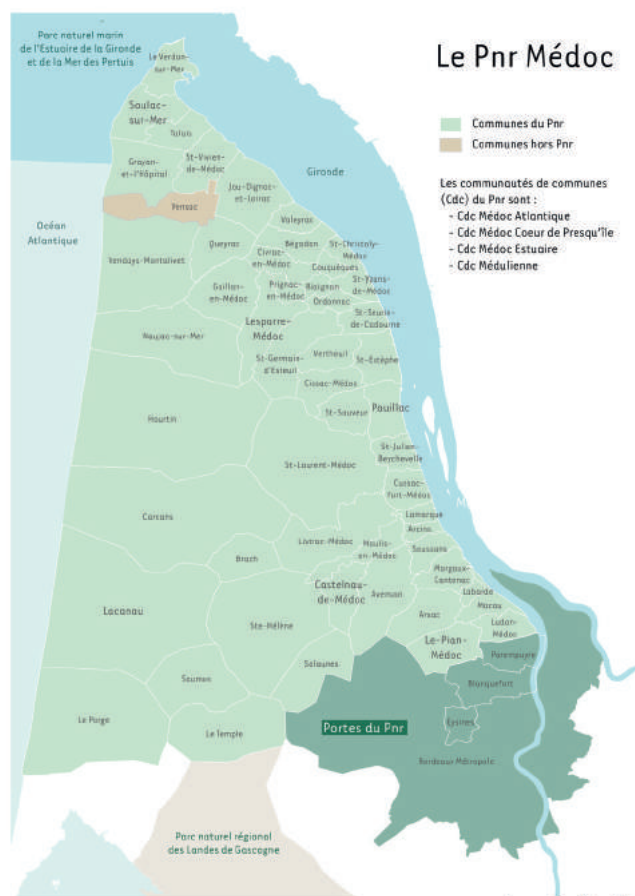 Parc naturel marin
de l'Estuaire de la Gironde
et de la Mer des Pertuis
Le Pnr Médoc
Communes du Pnr
Communes hors Pnr
Les communautés de communes
(Cdc) du Pnr sont :
- Cdc Médoc Atlantique
- Cdc Médoc Coeur de Presqu'île
- Cdc Médoc Estuaire
- Cdc Médulienne
Océan
Atlantique
Gironde
Le Verdon-
sur-Mer
Soulac-
sur-Mer
Talais
Grayan-
et-l'Hôpital
St-Vivien-
de-Médoc
Jau-Dignac-
et-Loirac
Vensac
Valeyrac
Vendays-Montalivet
Queyrac
Bégadan
St-Christoly-
Médoc
Civrac-
en-Médoc
Couquèques
Gaillan-
en-Médoc
Prignac-
en-Médoc
Blaignan
St-Yzans-
de-Médoc
Ordonnac
St-Seurin-
de-Cadourne
Lesparre-
Médoc
Naujac-sur-Mer
St-Germain-
d'Esteuil
Vertheuil
St-Estèphe
Cissac-Médoc
St-Sauveur
Pauillac
Hourtin
St-Laurent-Médoc
St-Julien-
Beychevelle
Cussac-
Fort-Médoc
Carcans
Lamarque
Arcins
Listrac-Médoc
Moulis-
en-Médoc
Soussans
Brach
Margaux-
Cantenac
Castelnau-
de-Médoc
Avensan
Labarde
Macau
Lacanau
Ste-Hélène
Arsac
Ludon-
Médoc
Le-Pian-
Médoc
Salaunes
Parempuyre
Saumos
Blanquefort
Le Porge
Le Temple
Portes du Pnr
Eysines
Bordeaux Métropole
Parc naturel régional
des Landes de Gascogne